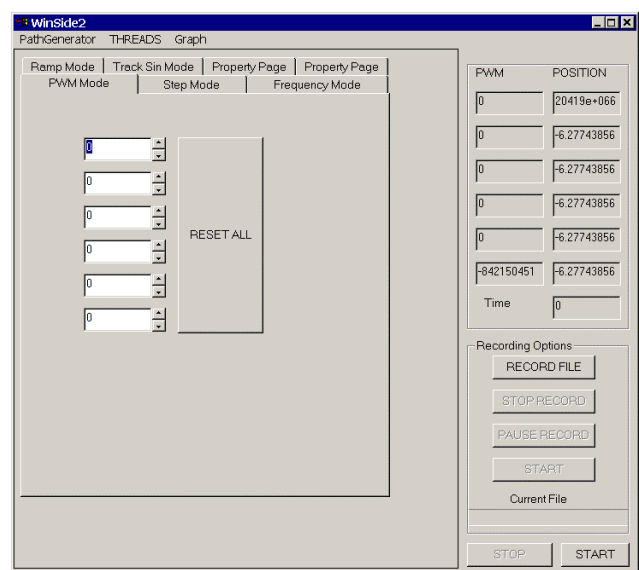 WinSide2
PathGenerator THREADS Graph
Ramp Mode Track Sin Mode Property Page Property Page
PWM Mode Step Mode Frequency Mode
0
0
0
0
0
0
RESET ALL
PWM POSITION
0 20419e+066
0 -6.27743856
0 -6.27743856
0 -6.27743856
0 -6.27743856
-842150451 -6.27743856
Time 0
Recording Options
RECORD FILE
STOP RECORD
PAUSE RECORD
START
Current File
STOP START